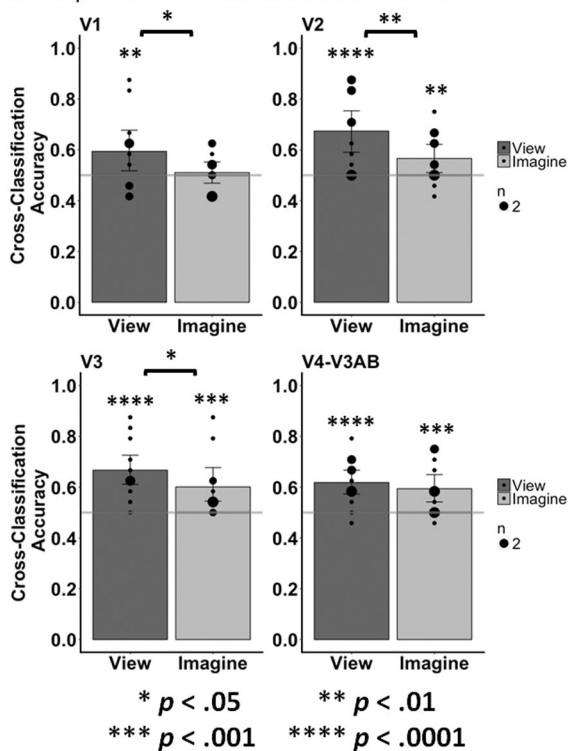 V1
*
**
V2
**
****
**
1.0
0.8
0.6
0.4
0.2
0.0
Cross-Classification
Accuracy
View
Imagine
1.0
0.8
0.6
0.4
0.2
0.0
View
Imagine
View
Imagine
n
2
V3
*
****
***
1.0
0.8
0.6
0.4
0.2
0.0
Cross-Classification
Accuracy
View
Imagine
V4-V3AB
****
***
1.0
0.8
0.6
0.4
0.2
0.0
View
Imagine
View
Imagine
n
2
* p < .05
** p < .01
*** p < .001
**** p < .0001